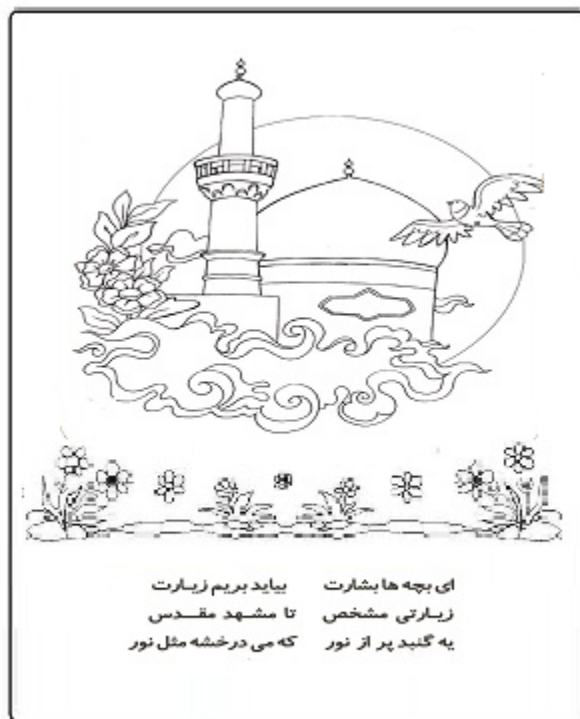 ای بچه ها بشارت بیاید بریم زیارت
زیارتی مشخص تا مشهد مقدس
یه گنبد پر از نور که می درخشه مثل نور